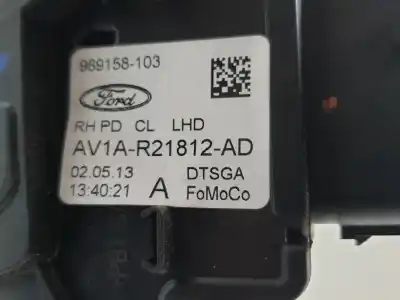 969158-103
Ford
RH PD CL LHD
AV1A-R21812-AD
02.05.13 DTSGA
13:40:21 A FoMoCo